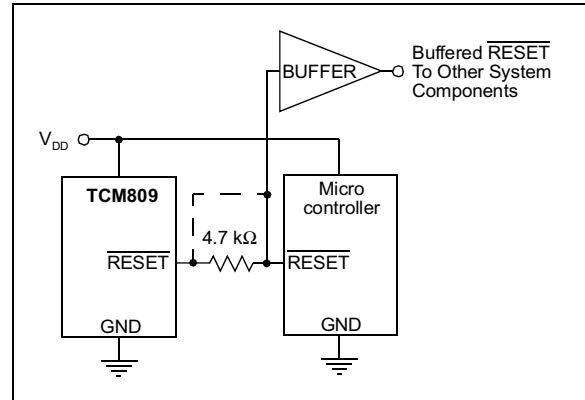 BUFFER
Buffered RESET
To Other System
Components
VDD
TCM809
RESET
GND
4.7 kΩ
Micro
controller
RESET
GND